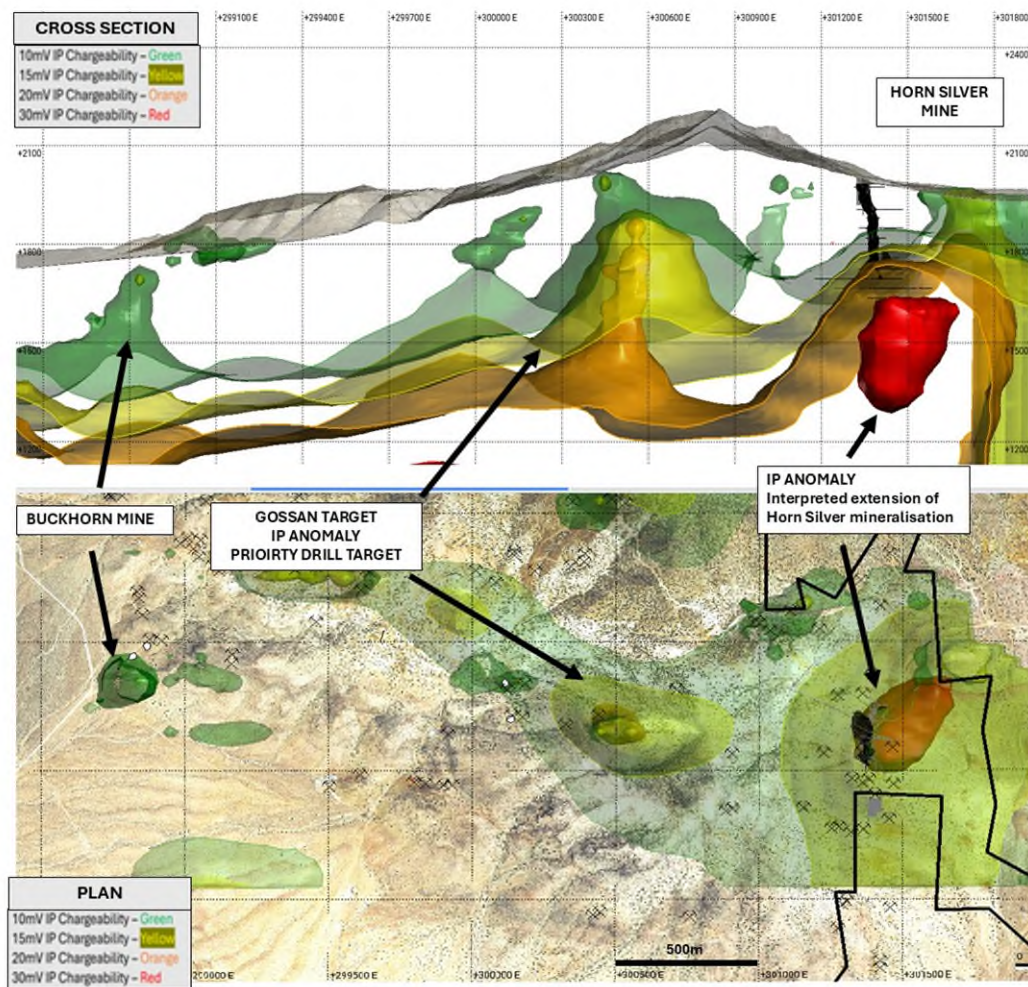 CROSS SECTION
10mV IP Chargeability – Green
15mV IP Chargeability – Yellow
20mV IP Chargeability – Orange
30mV IP Chargeability – Red
+299100 E
+299400 E
+299700 E
+300000 E
+300300 E
+300600 E
+300900 E
+301200 E
+301500 E
+301800
+2400
HORN SILVER
MINE
+2100
+2100
+1800
+1800
+1500
+1500
+1200
+1200
BUCKHORN MINE
GOSSAN TARGET
IP ANOMALY
PRIOIRTY DRILL TARGET
IP ANOMALY
Interpreted extension of
Horn Silver mineralisation
PLAN
10mV IP Chargeability – Green
15mV IP Chargeability – Yellow
20mV IP Chargeability – Orange
30mV IP Chargeability – Red
500m
0
+299500 E
+300000 E
+300500 E
+301000 E
+301500 E